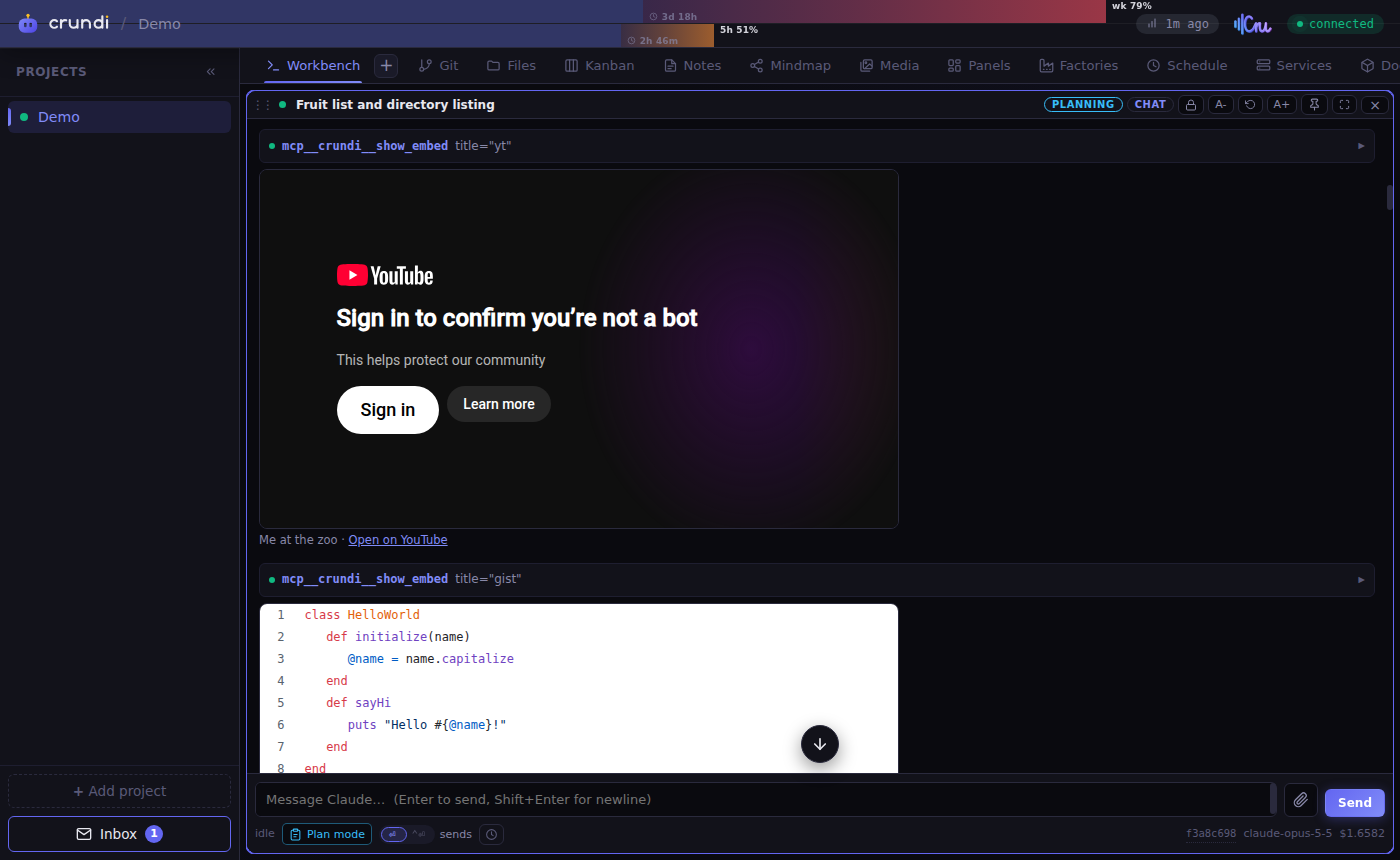 crundi / Demo
3d 18h
wk 79%
2h 46m
5h 51%
1m ago
Cru
connected
PROJECTS
«
Demo
+ Add project
Inbox 1
Workbench
+
Git
Files
Kanban
Notes
Mindmap
Media
Panels
Factories
Schedule
Services
Do
Fruit list and directory listing
PLANNING
CHAT
A-
A+
mcp__crundi__show_embed title="yt"
YouTube
Sign in to confirm you’re not a bot
This helps protect our community
Sign in
Learn more
Me at the zoo · Open on YouTube
mcp__crundi__show_embed title="gist"
1 class HelloWorld
2 def initialize(name)
3 @name = name.capitalize
4 end
5 def sayHi
6 puts "Hello #{@name}!"
7 end
8 end
Message Claude… (Enter to send, Shift+Enter for newline)
Send
idle
Plan mode
sends
f3a8c698 claude-opus-5-5 $1.6582